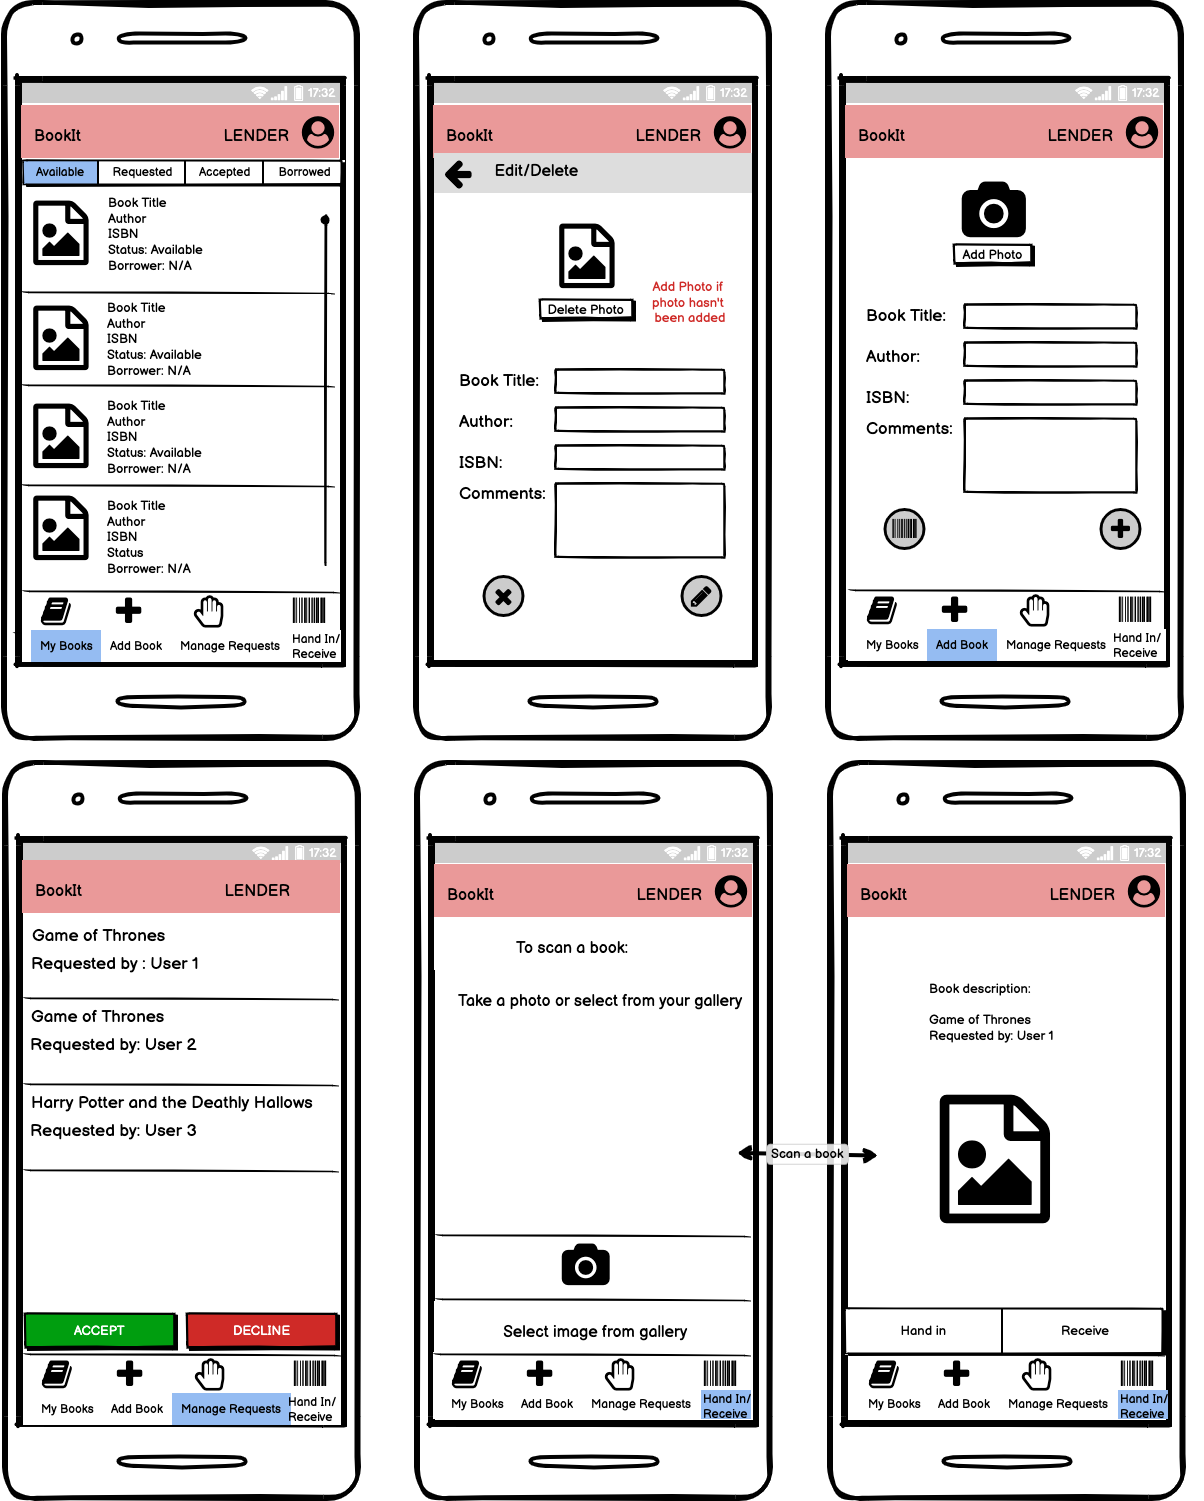 17:32
BookIt LENDER
Available Requested Accepted Borrowed
Book Title
Author
ISBN
Status: Available
Borrower: N/A
Book Title
Author
ISBN
Status: Available
Borrower: N/A
Book Title
Author
ISBN
Status: Available
Borrower: N/A
Book Title
Author
ISBN
Status
Borrower: N/A
My Books Add Book Manage Requests Hand In/
Receive
17:32
BookIt LENDER
Edit/Delete
Delete Photo
Add Photo if
photo hasn't
been added
Book Title:
Author:
ISBN:
Comments:
17:32
BookIt LENDER
Add Photo
Book Title:
Author:
ISBN:
Comments:
My Books Add Book Manage Requests Hand In/
Receive
17:32
BookIt LENDER
Game of Thrones
Requested by : User 1
Game of Thrones
Requested by: User 2
Harry Potter and the Deathly Hallows
Requested by: User 3
ACCEPT DECLINE
My Books Add Book Manage Requests Hand In/
Receive
17:32
BookIt LENDER
To scan a book:
Take a photo or select from your gallery
Select image from gallery
My Books Add Book Manage Requests Hand In/
Receive
Scan a book
17:32
BookIt LENDER
Book description:
Game of Thrones
Requested by: User 1
Hand in Receive
My Books Add Book Manage Requests Hand In/
Receive